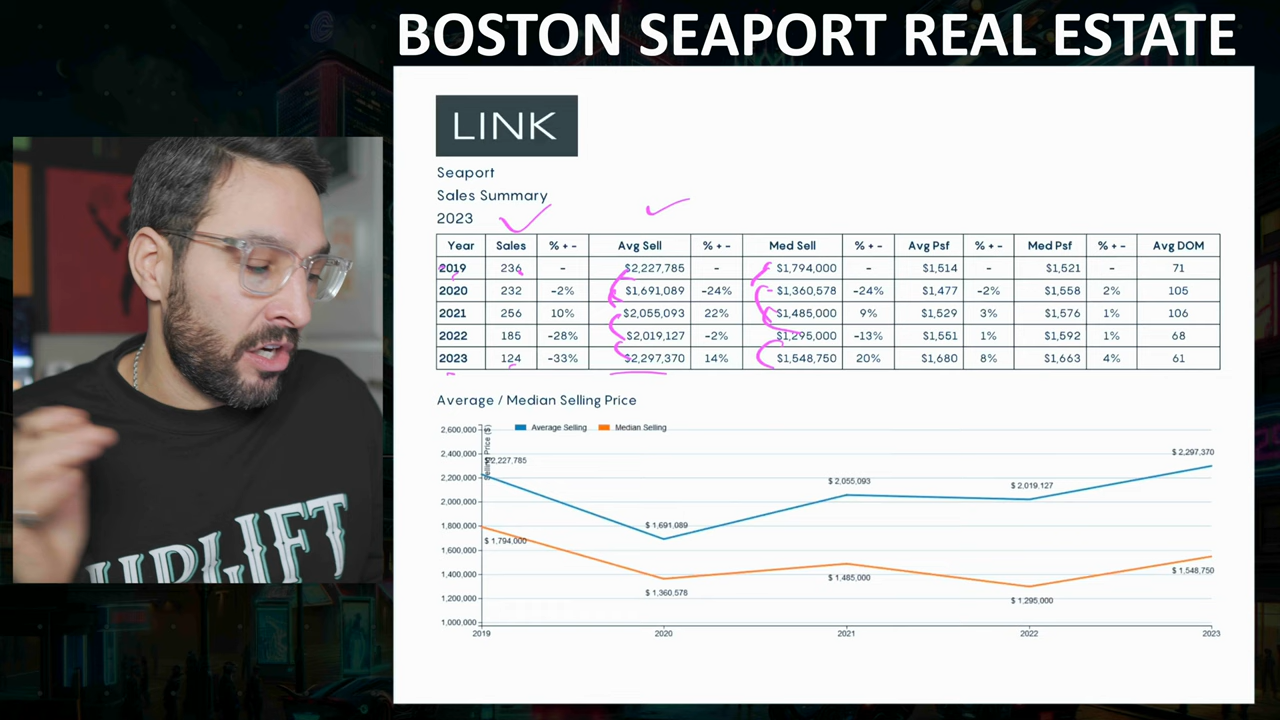 BOSTON SEAPORT REAL ESTATE
LINK
Seaport
Sales Summary
2023
Year Sales % + - Avg Sell % + - Med Sell % + - Avg Psf % + - Med Psf % + - Avg DOM
2019 236 - $2,227,785 - $1,794,000 - $1,514 - $1,521 - 71
2020 232 -2% $1,691,089 -24% $1,360,578 -24% $1,477 -2% $1,558 2% 105
2021 256 10% $2,055,093 22% $1,485,000 9% $1,529 3% $1,576 1% 106
2022 185 -28% $2,019,127 -2% $1,295,000 -13% $1,551 1% $1,592 1% 68
2023 124 -33% $2,297,370 14% $1,548,750 20% $1,680 8% $1,663 4% 61
Average / Median Selling Price
Average Selling Median Selling
Selling Price ($)
2,600,000
2,400,000
2,200,000
2,000,000
1,800,000
1,600,000
1,400,000
1,200,000
1,000,000
$ 2,227,785
$ 1,691,089
$ 2,055,093
$ 2,019,127
$ 2,297,370
$ 1,794,000
$ 1,360,578
$ 1,485,000
$ 1,295,000
$ 1,548,750
2019 2020 2021 2022 2023
UPLIFT